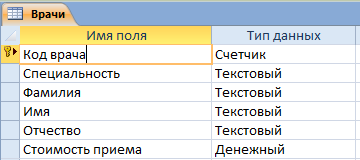 Врачи
Имя поля Тип данных
Код врача Счетчик
Специальность Текстовый
Фамилия Текстовый
Имя Текстовый
Отчество Текстовый
Стоимость приема Денежный